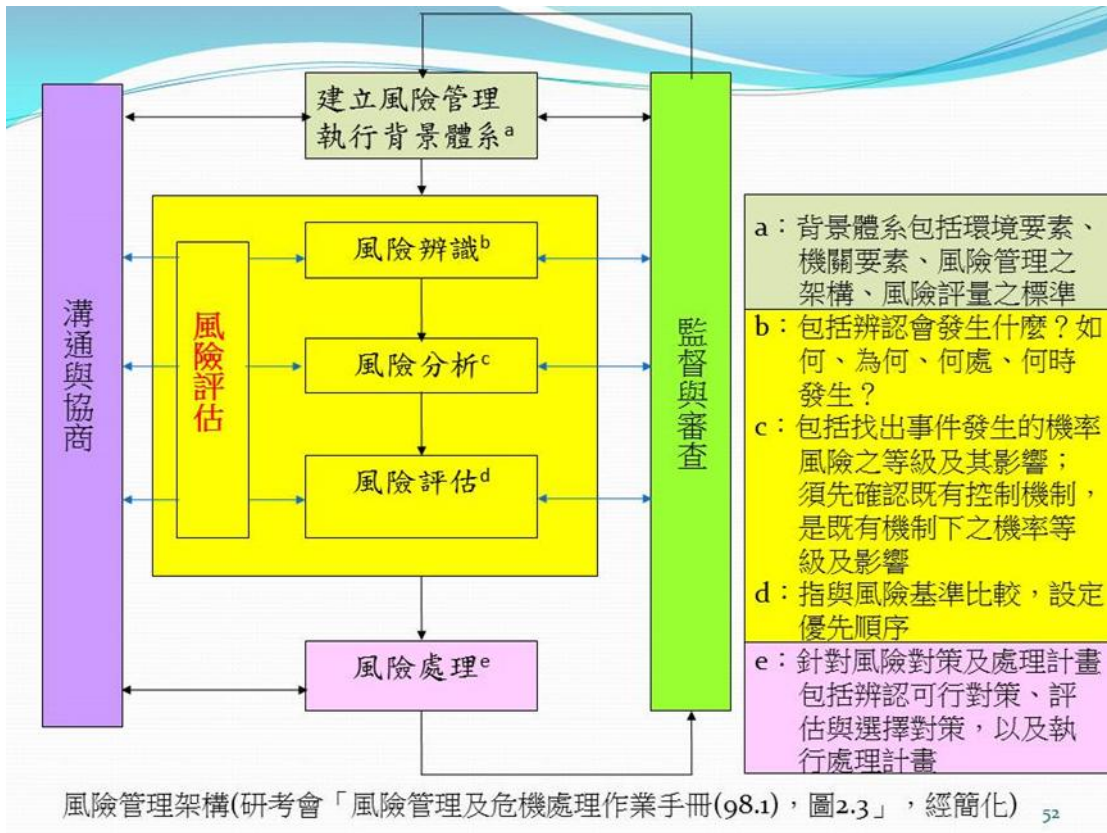 建立風險管理
執行背景體系a
溝通與協商
風險評估
風險辨識b
風險分析c
風險評估d
風險處理e
監督與審查
a：背景體系包括環境要素、
機關要素、風險管理之
架構、風險評量之標準
b：包括辨認會發生什麼？如
何、為何、何處、何時
發生？
c：包括找出事件發生的機率
風險之等級及其影響；
須先確認既有控制機制，
是既有機制下之機率等
級及影響
d：指與風險基準比較，設定
優先順序
e：針對風險對策及處理計畫
包括辨認可行對策、評
估與選擇對策，以及執
行處理計畫
風險管理架構(研考會「風險管理及危機處理作業手冊(98.1)，圖2.3」，經簡化)
52